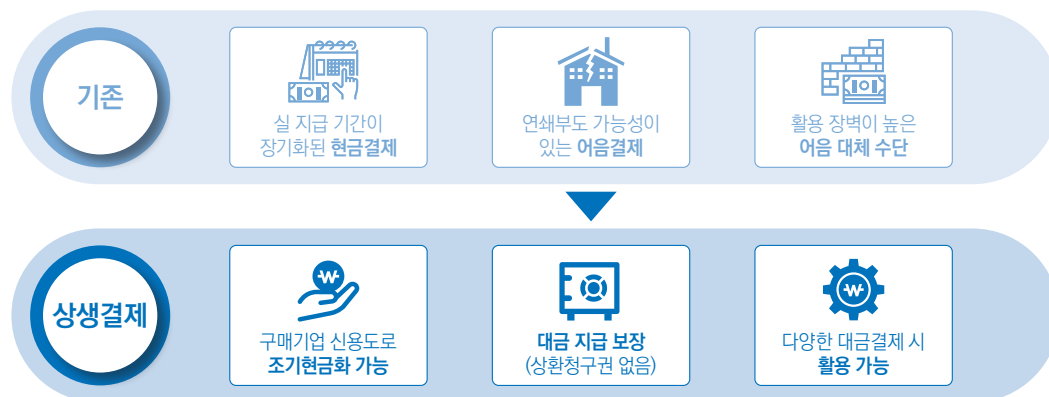 기존
실 지급 기간이
장기화된 현금결제
연쇄부도 가능성이
있는 어음결제
활용 장벽이 높은
어음 대체 수단
상생결제
구매기업 신용도로
조기현금화 가능
대금 지급 보장
(상환청구권 없음)
다양한 대금결제 시
활용 가능